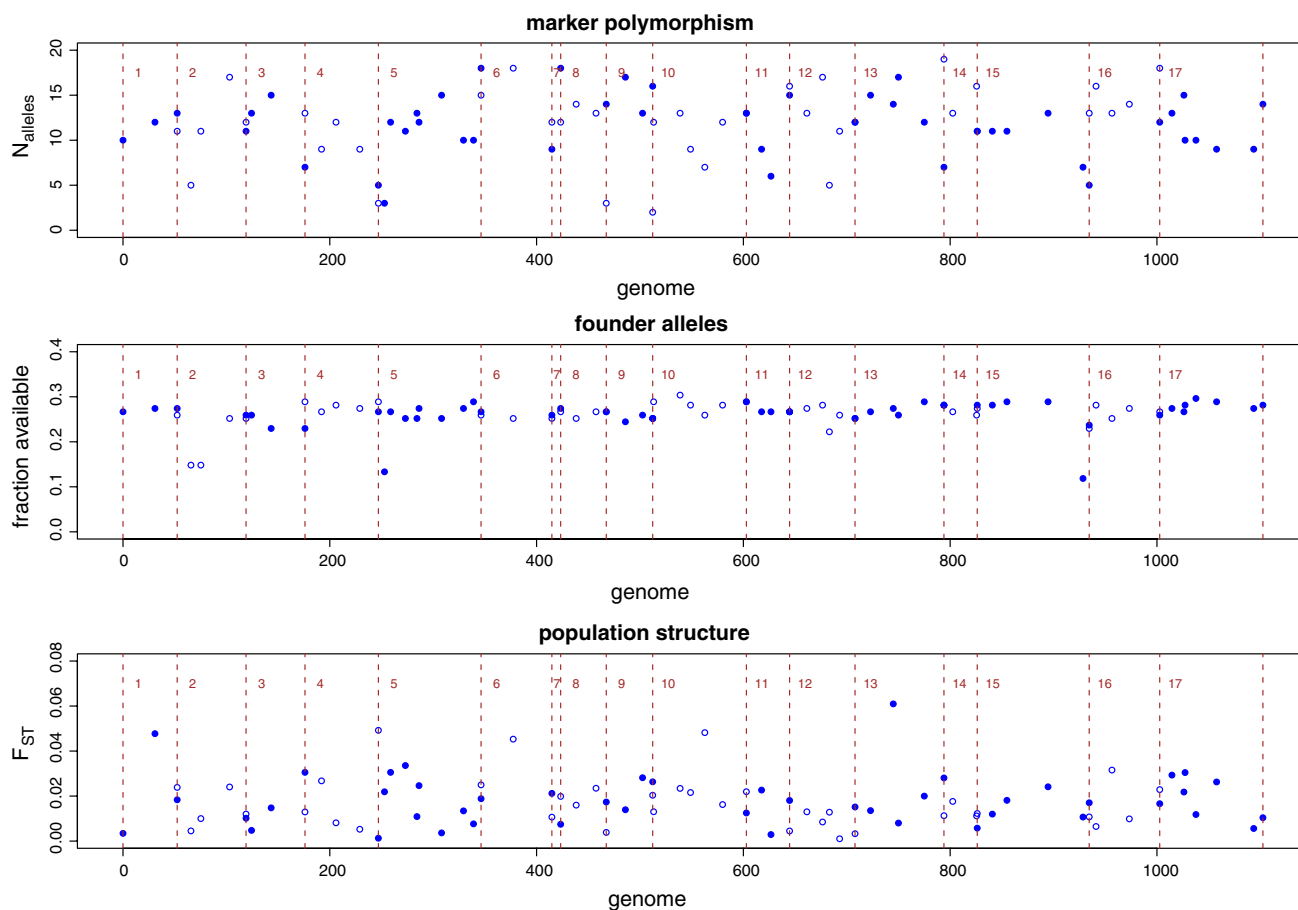 marker polymorphism
N_alleles
20
15
10
5
0
1 2 3 4 5 6 7 8 9 10 11 12 13 14 15 16 17
0 200 400 600 800 1000
genome
founder alleles
fraction available
0.4
0.3
0.2
0.1
0.0
1 2 3 4 5 6 7 8 9 10 11 12 13 14 15 16 17
0 200 400 600 800 1000
genome
population structure
F_ST
0.08
0.06
0.04
0.02
0.00
1 2 3 4 5 6 7 8 9 10 11 12 13 14 15 16 17
0 200 400 600 800 1000
genome